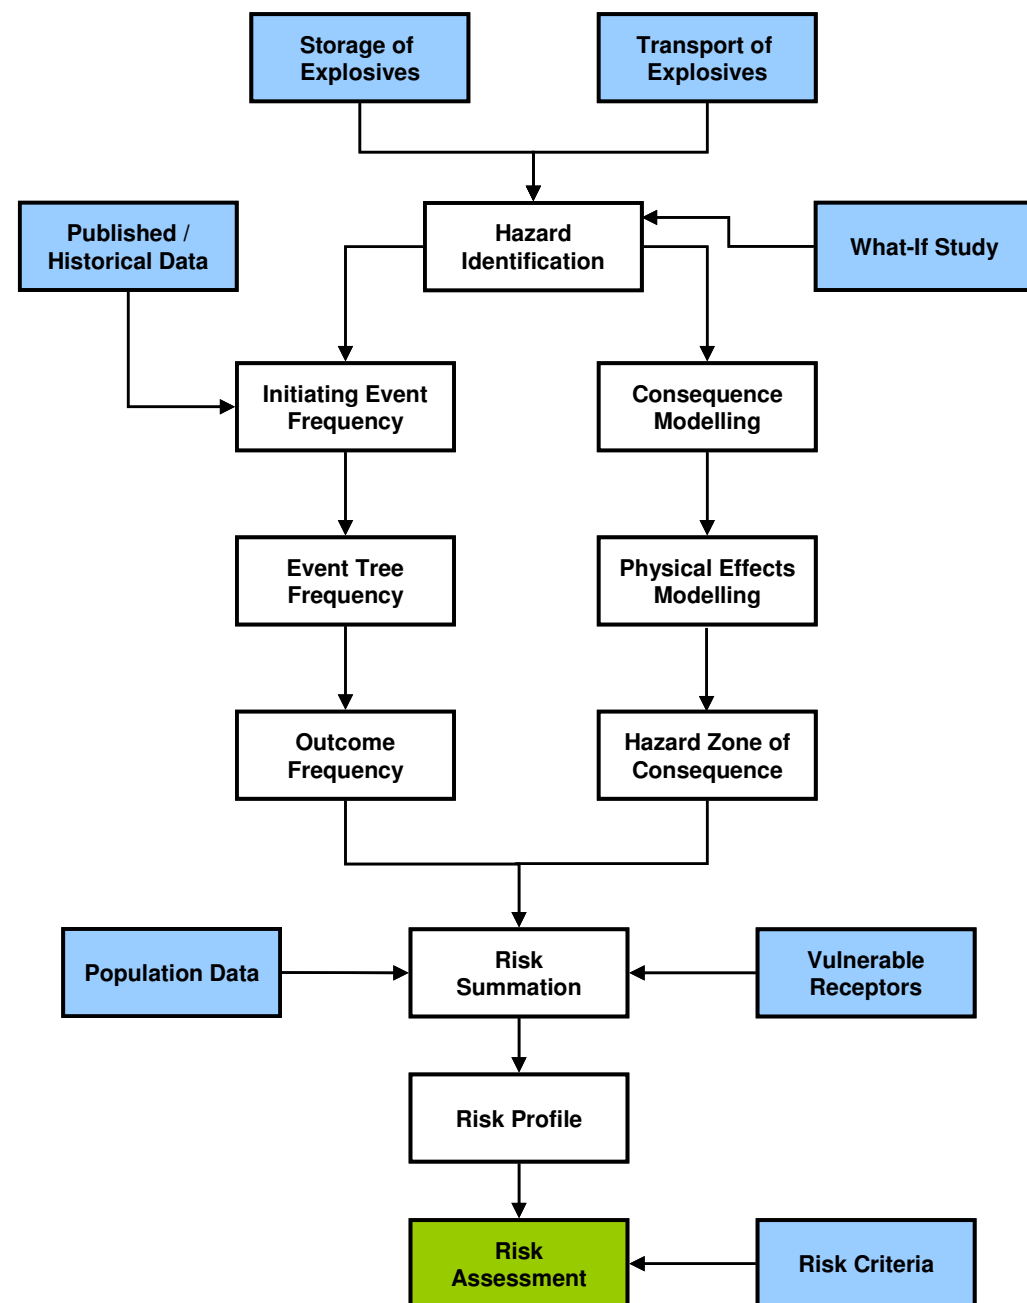 Storage of
Explosives
Transport of
Explosives
Published /
Historical Data
Hazard
Identification
What-If Study
Initiating Event
Frequency
Consequence
Modelling
Event Tree
Frequency
Physical Effects
Modelling
Outcome
Frequency
Hazard Zone of
Consequence
Population Data
Risk
Summation
Vulnerable
Receptors
Risk Profile
Risk
Assessment
Risk Criteria